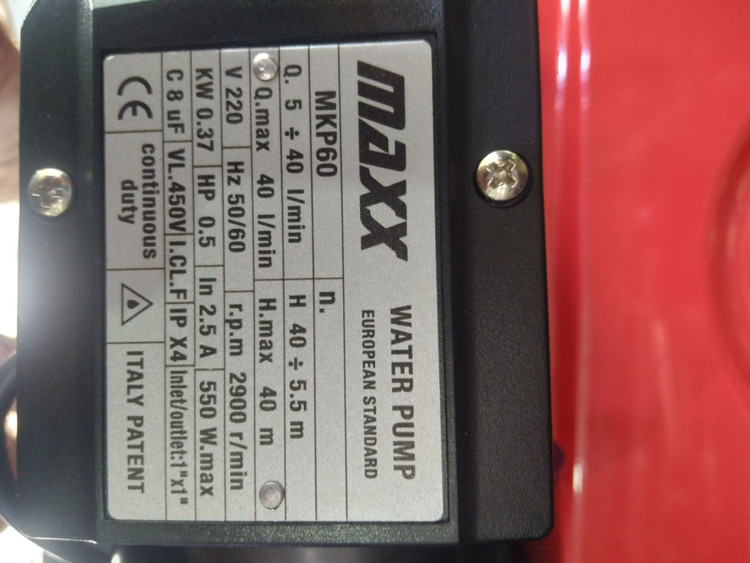 maxx WATER PUMP
EUROPEAN STANDARD
MKP60 n.
Q. 5 ÷ 40 l/min H 40 ÷ 5.5 m
Q.max 40 l/min H.max 40 m
V 220 Hz 50/60 r.p.m 2900 r/min
KW 0.37 HP 0.5 In 2.5 A 550 W.max
C 8 uF VL.450V I.CL.F IP X4 Inlet/outlet:1"x1"
CE continuous duty ITALY PATENT